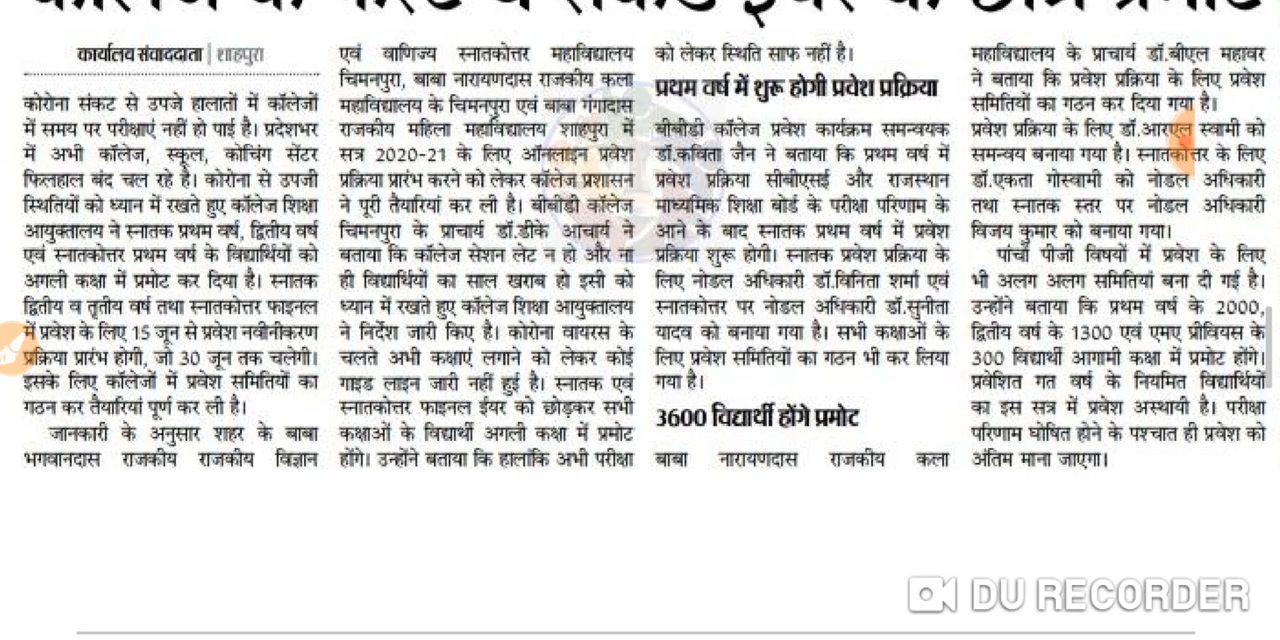 कार्यालय संवाददाता | शाहपुरा
कोरोना संकट से उपजे हालातों में कॉलेजों
में समय पर परीक्षाएं नहीं हो पाई है। प्रदेशभर
में अभी कॉलेज, स्कूल, कोचिंग सेंटर
फिलहाल बंद चल रहे है। कोरोना से उपजी
स्थितियों को ध्यान में रखते हुए कॉलेज शिक्षा
आयुक्तालय ने स्नातक प्रथम वर्ष, द्वितीय वर्ष
एवं स्नातकोत्तर प्रथम वर्ष के विद्यार्थियों को
अगली कक्षा में प्रमोट कर दिया है। स्नातक
द्वितीय व तृतीय वर्ष तथा स्नातकोत्तर फाइनल
में प्रवेश के लिए 15 जून से प्रवेश नवीनीकरण
प्रक्रिया प्रारंभ होगी, जो 30 जून तक चलेगी।
इसके लिए कॉलेजों में प्रवेश समितियों का
गठन कर तैयारियां पूर्ण कर ली है।
जानकारी के अनुसार शहर के बाबा
भगवानदास राजकीय राजकीय विज्ञान
एवं वाणिज्य स्नातकोत्तर महाविद्यालय
चिमनपुरा, बाबा नारायणदास राजकीय कला
महाविद्यालय के चिमनपुरा एवं बाबा गंगादास
राजकीय महिला महाविद्यालय शाहपुरा में
सत्र 2020-21 के लिए ऑनलाइन प्रवेश
प्रक्रिया प्रारंभ करने को लेकर कॉलेज प्रशासन
ने पूरी तैयारियां कर ली है। बीबीडी कॉलेज
चिमनपुरा के प्राचार्य डॉ.डीके आचार्य ने
बताया कि कॉलेज सेशन लेट न हो और ना
ही विद्यार्थियों का साल खराब हो इसी को
ध्यान में रखते हुए कॉलेज शिक्षा आयुक्तालय
ने निर्देश जारी किए है। कोरोना वायरस के
चलते अभी कक्षाएं लगाने को लेकर कोई
गाइड लाइन जारी नहीं हुई है। स्नातक एवं
स्नातकोत्तर फाइनल ईयर को छोड़कर सभी
कक्षाओं के विद्यार्थी अगली कक्षा में प्रमोट
होंगे। उन्होंने बताया कि हालांकि अभी परीक्षा
को लेकर स्थिति साफ नहीं है।
प्रथम वर्ष में शुरू होगी प्रवेश प्रक्रिया
बीबीडी कॉलेज प्रवेश कार्यक्रम समन्वयक
डॉ.कविता जैन ने बताया कि प्रथम वर्ष में
प्रवेश प्रक्रिया सीबीएसई और राजस्थान
माध्यमिक शिक्षा बोर्ड के परीक्षा परिणाम के
आने के बाद स्नातक प्रथम वर्ष में प्रवेश
प्रक्रिया शुरू होगी। स्नातक प्रवेश प्रक्रिया के
लिए नोडल अधिकारी डॉ.विनिता शर्मा एवं
स्नातकोत्तर पर नोडल अधिकारी डॉ.सुनीता
यादव को बनाया गया है। सभी कक्षाओं के
लिए प्रवेश समितियों का गठन भी कर लिया
गया है।
3600 विद्यार्थी होंगे प्रमोट
बाबा नारायणदास राजकीय कला
महाविद्यालय के प्राचार्य डॉ.बीएल महावर
ने बताया कि प्रवेश प्रक्रिया के लिए प्रवेश
समितियों का गठन कर दिया गया है।
प्रवेश प्रक्रिया के लिए डॉ.आरएल स्वामी को
समन्वय बनाया गया है। स्नातकोत्तर के लिए
डॉ.एकता गोस्वामी को नोडल अधिकारी
तथा स्नातक स्तर पर नोडल अधिकारी
विजय कुमार को बनाया गया।
पांचों पीजी विषयों में प्रवेश के लिए
भी अलग अलग समितियां बना दी गई है।
उन्होंने बताया कि प्रथम वर्ष के 2000,
द्वितीय वर्ष के 1300 एवं एमए प्रीवियस के
300 विद्यार्थी आगामी कक्षा में प्रमोट होंगे।
प्रवेशित गत वर्ष के नियमित विद्यार्थियों
का इस सत्र में प्रवेश अस्थायी है। परीक्षा
परिणाम घोषित होने के पश्चात ही प्रवेश को
अंतिम माना जाएगा।
DU RECORDER